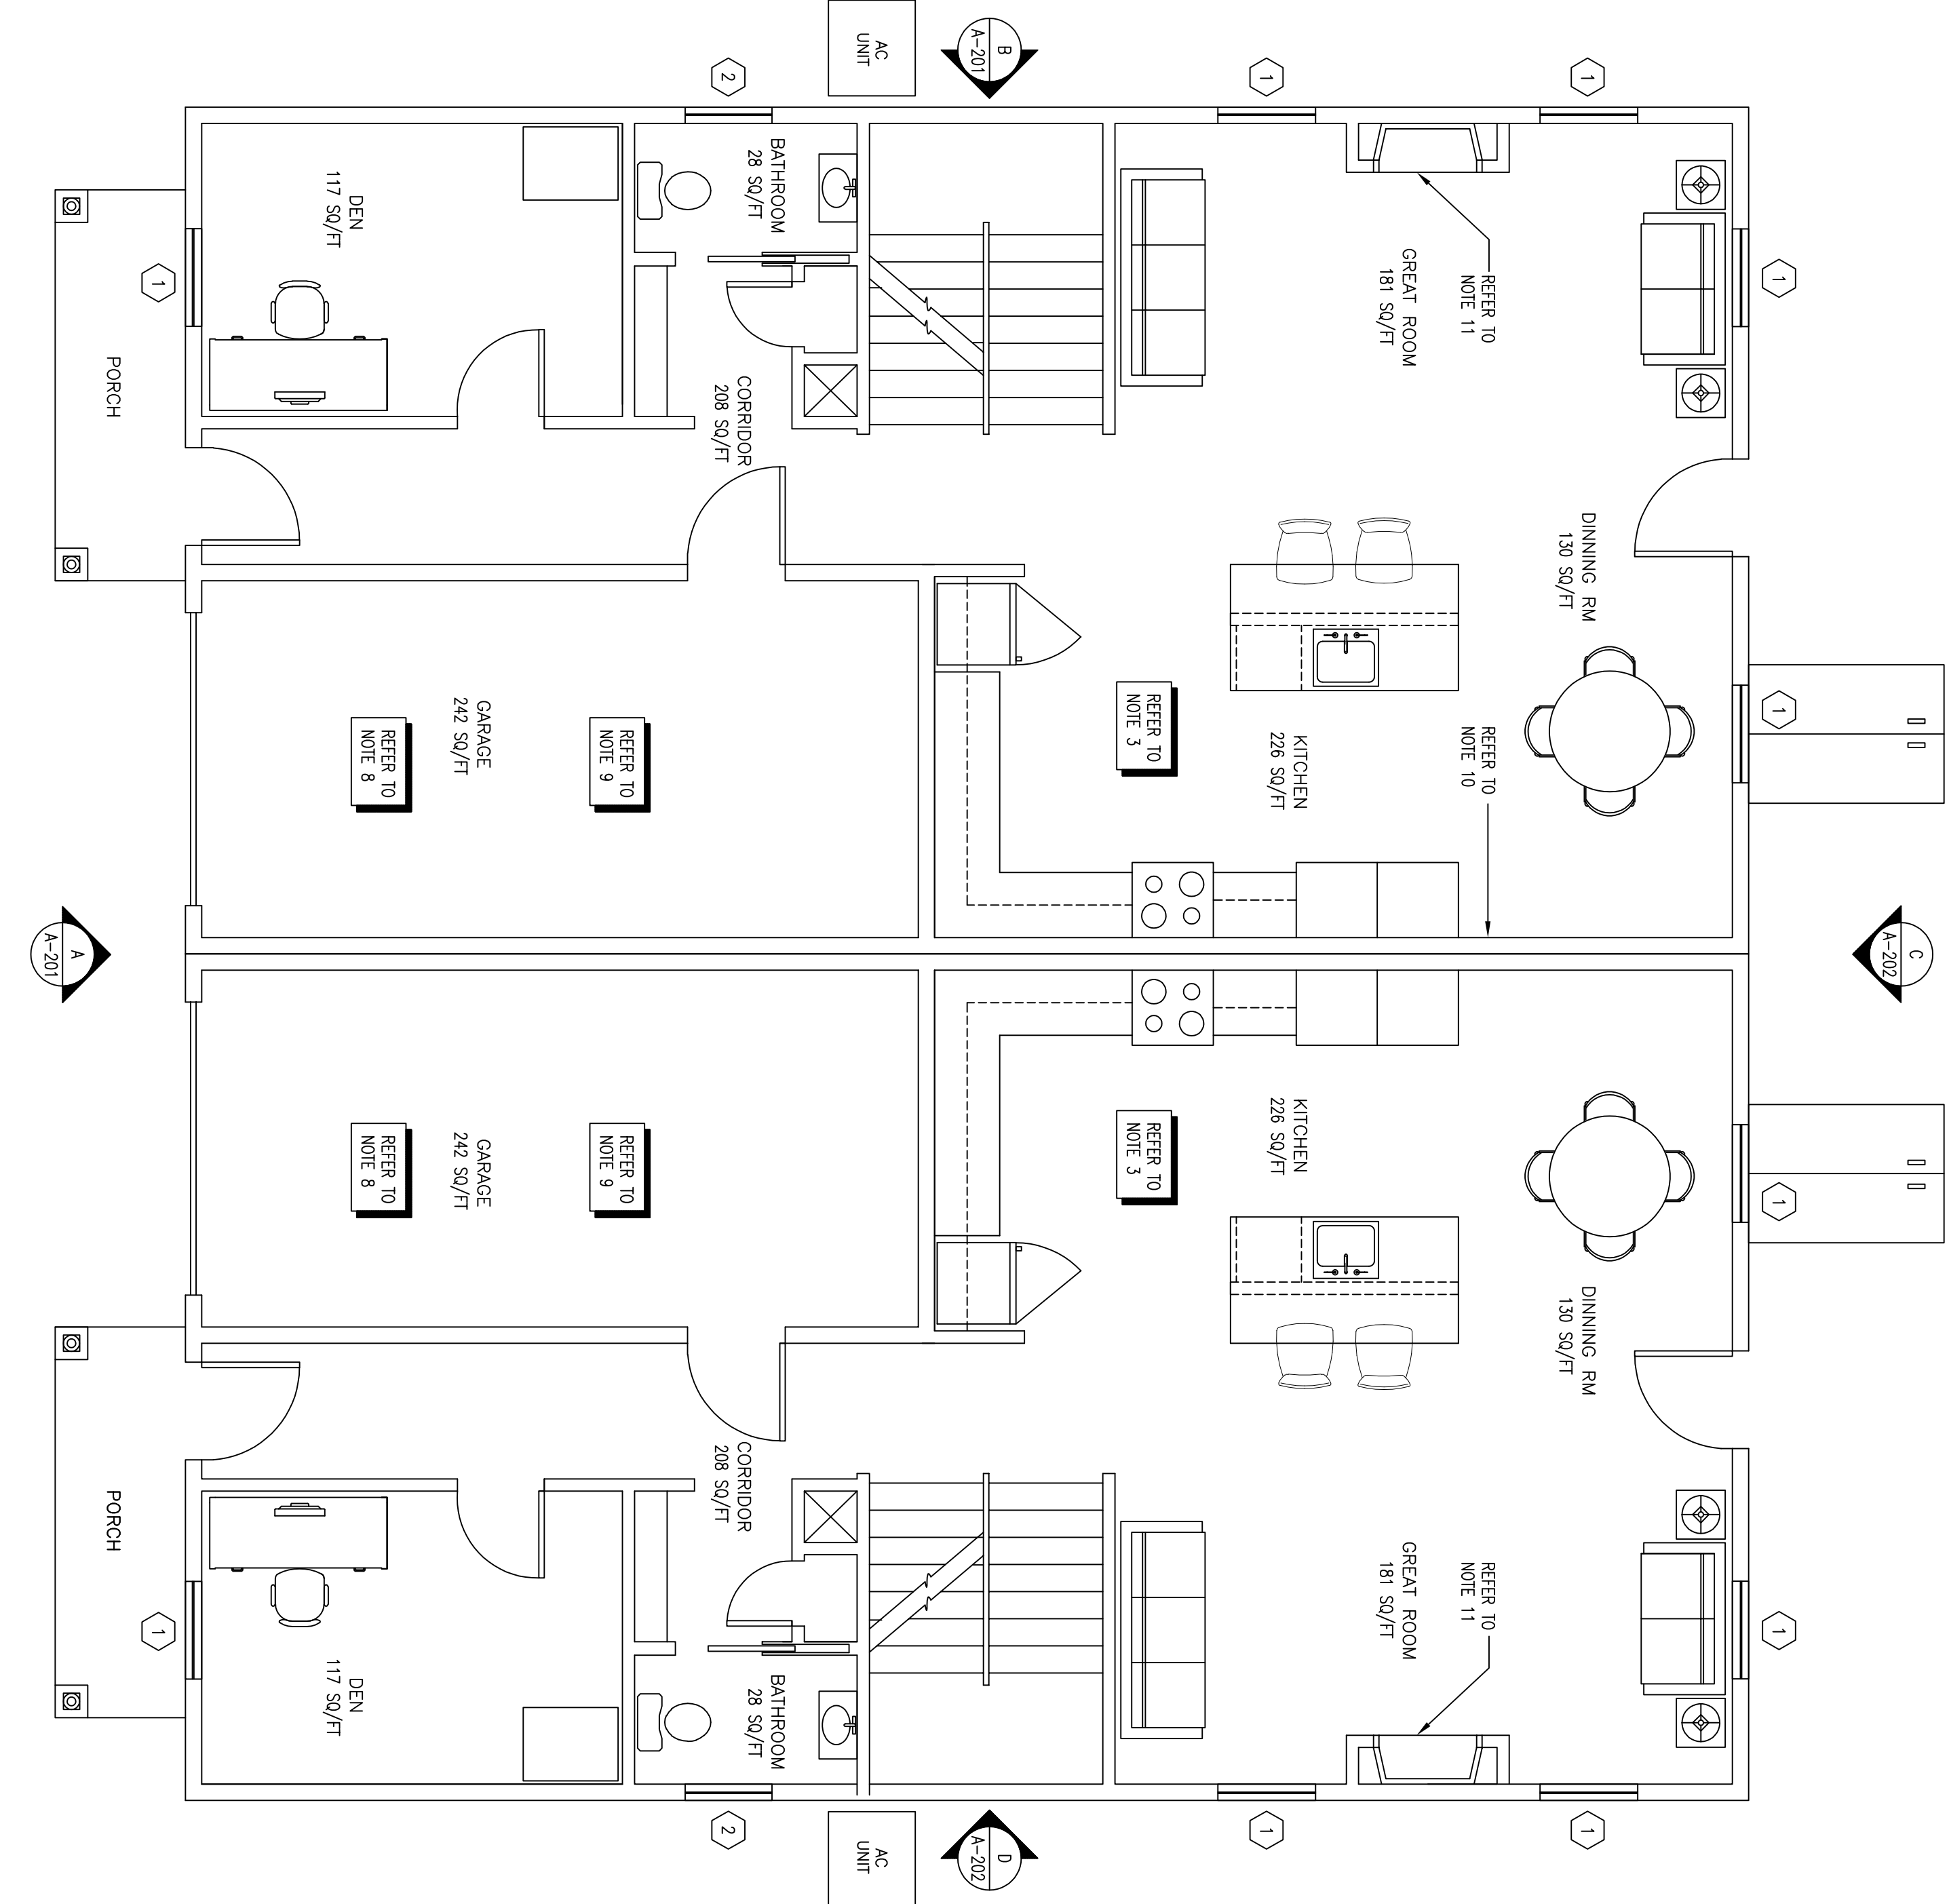 AC
UNIT
B
A-201
2
1
1
BATHROOM
28 SQ/FT
DEN
117 SQ/FT
1
PORCH
CORRIDOR
208 SQ/FT
GREAT ROOM
181 SQ/FT
REFER TO
NOTE 11
1
DINNING RM
130 SQ/FT
GARAGE
242 SQ/FT
REFER TO
NOTE 8
REFER TO
NOTE 9
REFER TO
NOTE 3
KITCHEN
226 SQ/FT
REFER TO
NOTE 10
1
A
A-201
C
A-202
GARAGE
242 SQ/FT
REFER TO
NOTE 8
REFER TO
NOTE 9
REFER TO
NOTE 3
KITCHEN
226 SQ/FT
1
DINNING RM
130 SQ/FT
CORRIDOR
208 SQ/FT
PORCH
1
DEN
117 SQ/FT
BATHROOM
28 SQ/FT
GREAT ROOM
181 SQ/FT
REFER TO
NOTE 11
1
2
AC
UNIT
D
A-202
1
1